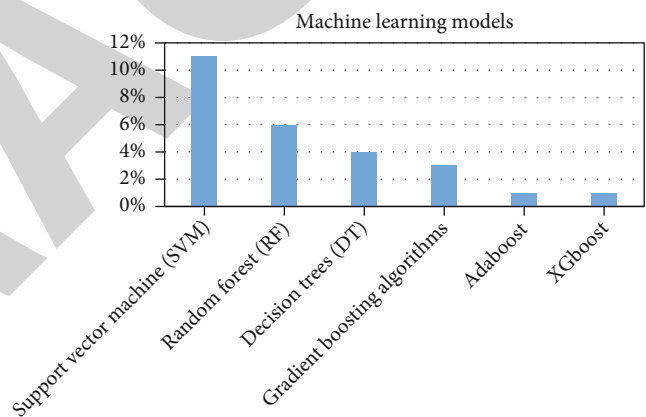 Machine learning models
12%
10%
8%
6%
4%
2%
0%
Support vector machine (SVM)
Random forest (RF)
Decision trees (DT)
Gradient boosting algorithms
Adaboost
XGboost